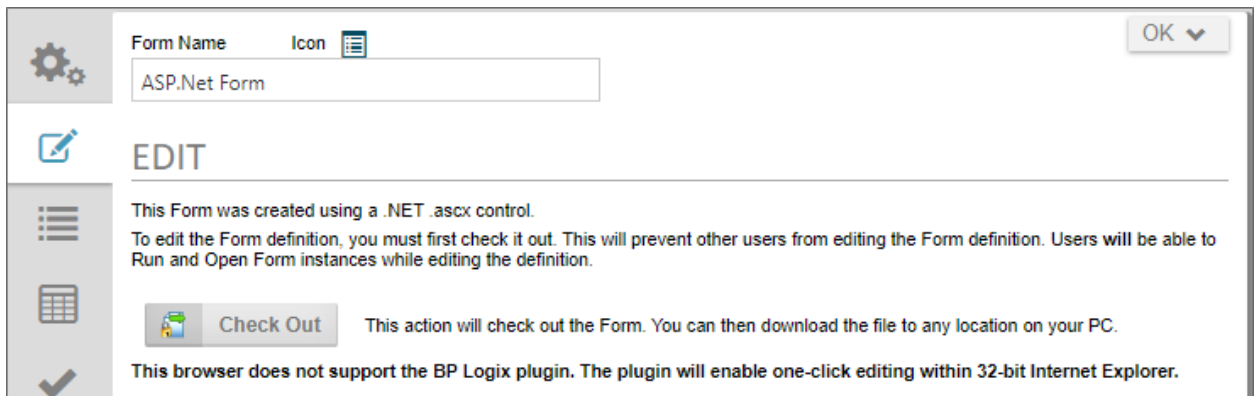 Form Name Icon
OK
ASP.Net Form
EDIT
This Form was created using a .NET .ascx control.
To edit the Form definition, you must first check it out. This will prevent other users from editing the Form definition. Users will be able to
Run and Open Form instances while editing the definition.
Check Out This action will check out the Form. You can then download the file to any location on your PC.
This browser does not support the BP Logix plugin. The plugin will enable one-click editing within 32-bit Internet Explorer.